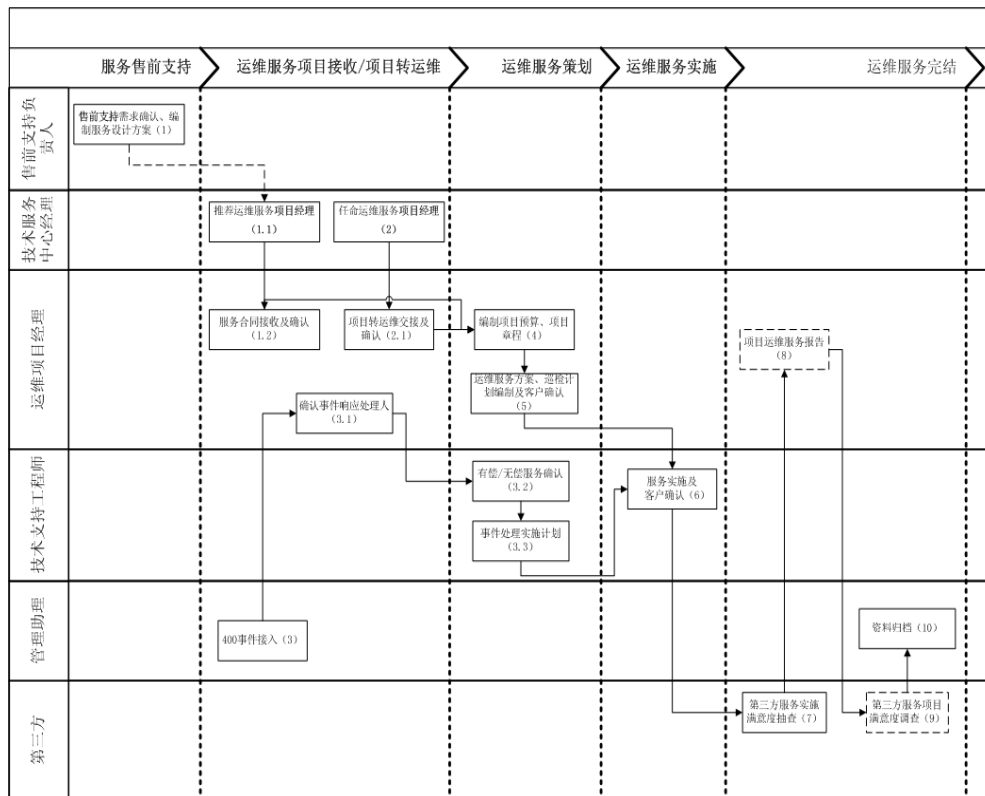 服务售前支持
运维服务项目接收/项目转运维
运维服务策划
运维服务实施
运维服务完结
售前支持负
责人
售前支持需求确认、编
制服务设计方案（1）
技术服务
中心经理
推荐运维服务项目经理
（1.1）
任命运维服务项目经理
（2）
运维项目经理
服务合同接收及确认
（1.2）
项目转运维交接及
确认（2.1）
编制项目预算、项目
章程（4）
项目运维服务报告
（8）
运维服务方案、巡检计
划编制及客户确认
（5）
确认事件响应处理人
（3.1）
技术支持工程师
有偿/无偿服务确认
（3.2）
服务实施及
客户确认（6）
事件处理实施计划
（3.3）
管理助理
400事件接入（3）
资料归档（10）
第三方
第三方服务实施
满意度抽查（7）
第三方服务项目
满意度调查（9）